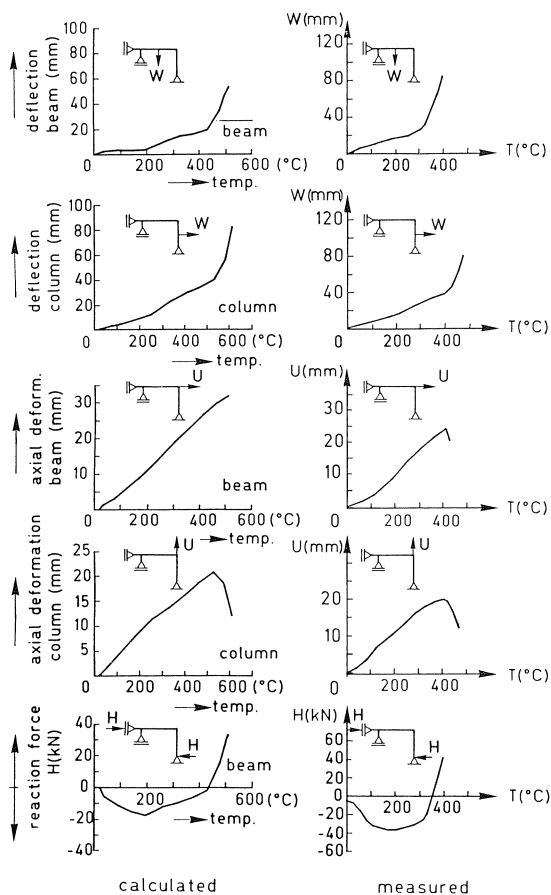 deflection beam (mm)
100
80
60
40
20
0
W
beam
200
400
600 (°C)
temp.
W(mm)
120
80
40
0
W
200
400
T(°C)
deflection column (mm)
100
80
60
40
20
0
W
column
200
400
600 (°C)
temp.
W(mm)
120
80
40
0
W
200
400
T(°C)
axial deform. beam (mm)
30
20
10
0
U
beam
200
400
600 (°C)
temp.
U(mm)
30
20
10
0
U
200
400
T(°C)
axial deformation column (mm)
25
20
15
10
5
0
U
column
200
400
600 (°C)
temp.
U(mm)
20
10
0
U
200
400
T(°C)
reaction force H(kN)
40
30
20
10
0
-10
-20
H
H
beam
200
400
600 (°C)
temp.
H(kN)
60
40
20
0
-20
-40
-60
H
H
200
400
T(°C)
calculated
measured